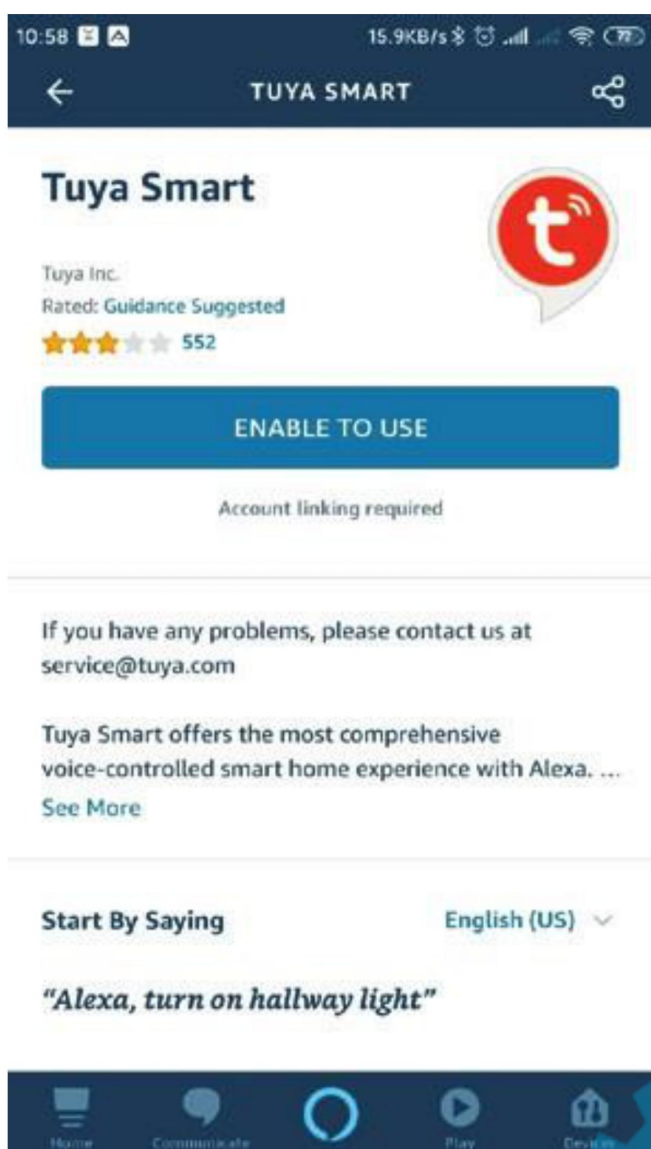 10:58 15.9KB/s 72
TUYA SMART
Tuya Smart
Tuya Inc.
Rated: Guidance Suggested
552
ENABLE TO USE
Account linking required
If you have any problems, please contact us at
service@tuya.com
Tuya Smart offers the most comprehensive
voice-controlled smart home experience with Alexa. ...
See More
Start By Saying English (US)
“Alexa, turn on hallway light”
Home Communicate Play Devices